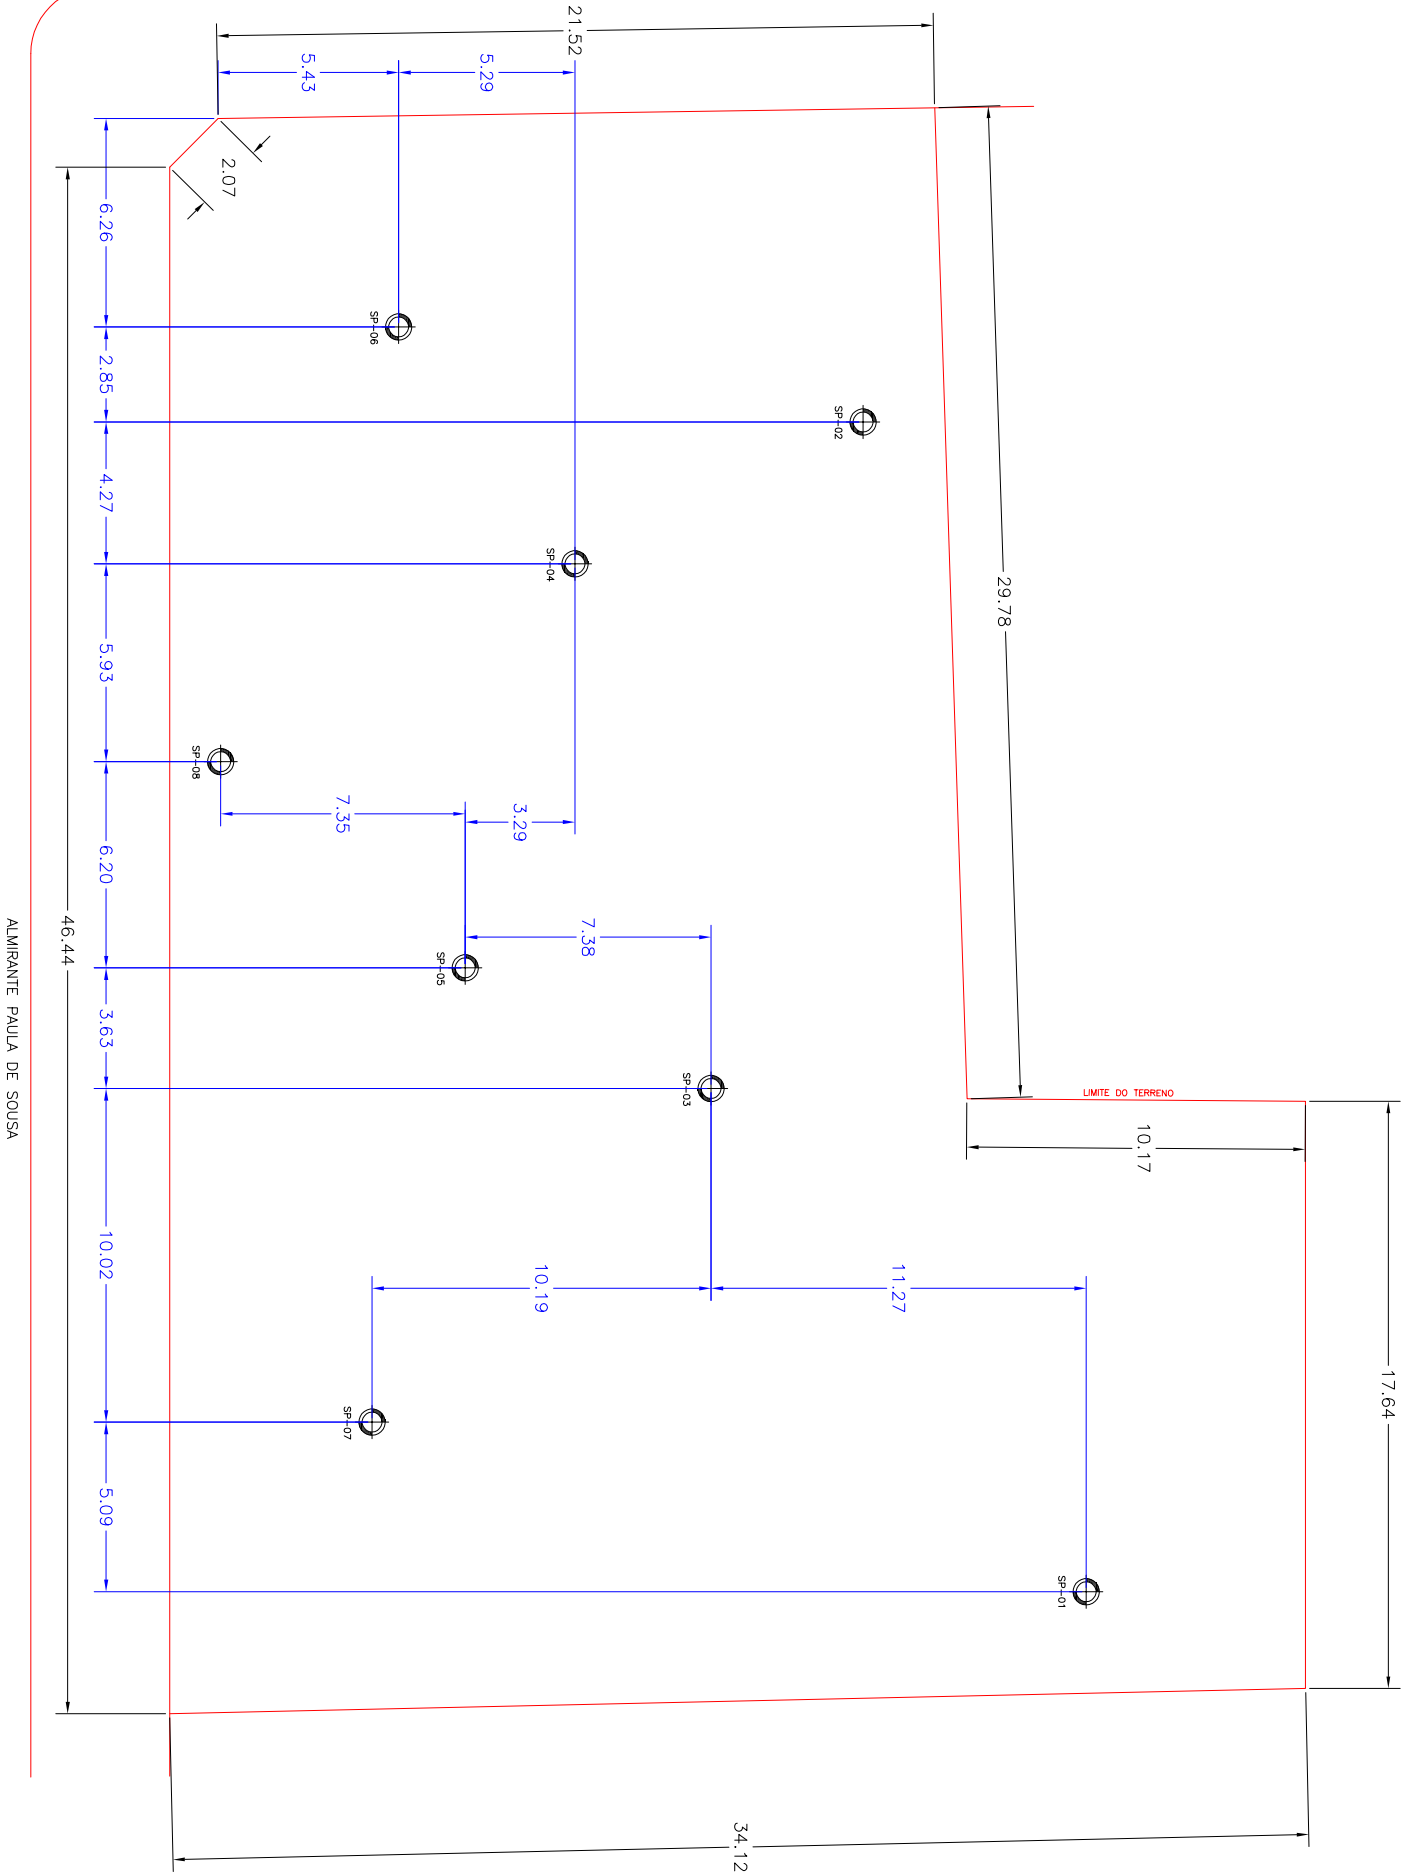 21.52
5.43
5.29
2.07
6.26
SP-06
2.85
SP-02
4.27
SP-04
29.78
5.93
SP-08
7.35
3.29
6.20
46.44
ALMIRANTE PAULA DE SOUSA
7.38
SP-05
3.63
SP-03
LIMITE DO TERRENO
10.17
10.02
10.19
11.27
17.64
SP-07
5.09
SP-01
34.12